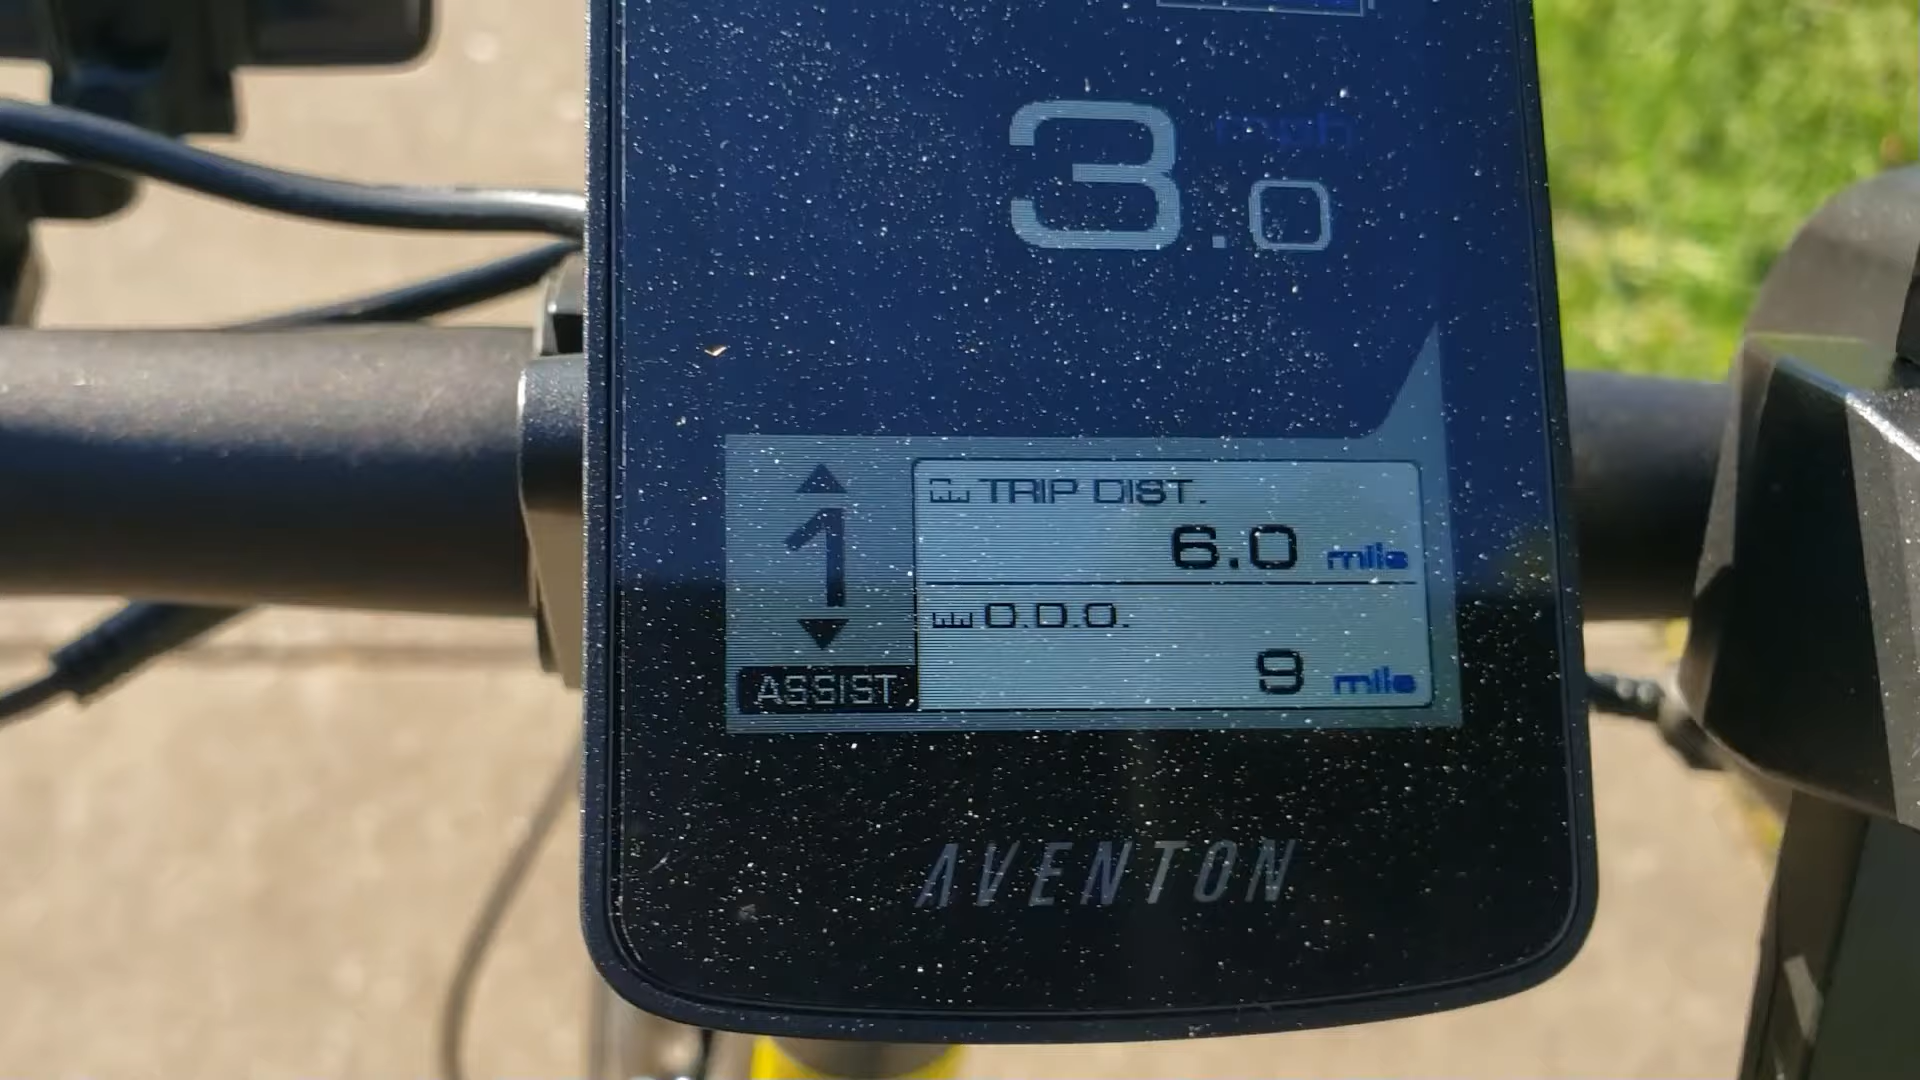 mph
3.0
TRIP DIST.
6.0 mile
1
O.D.O.
9 mile
ASSIST
AVENTON